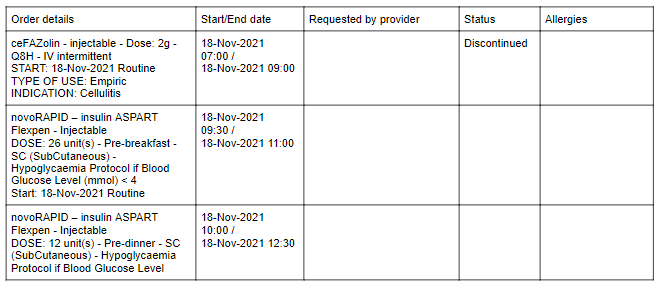 Order details Start/End date Requested by provider Status Allergies
ceFAZolin - injectable - Dose: 2g -
Q8H - IV intermittent
START: 18-Nov-2021 Routine
TYPE OF USE: Empiric
INDICATION: Cellulitis
18-Nov-2021
07:00 /
18-Nov-2021 09:00
Discontinued
novoRAPID – insulin ASPART
Flexpen - Injectable
DOSE: 26 unit(s) - Pre-breakfast -
SC (SubCutaneous) -
Hypoglycaemia Protocol if Blood
Glucose Level (mmol) < 4
Start: 18-Nov-2021 Routine
18-Nov-2021
09:30 /
18-Nov-2021 11:00
novoRAPID – insulin ASPART
Flexpen - Injectable
DOSE: 12 unit(s) - Pre-dinner - SC
(SubCutaneous) - Hypoglycaemia
Protocol if Blood Glucose Level
18-Nov-2021
10:00 /
18-Nov-2021 12:30